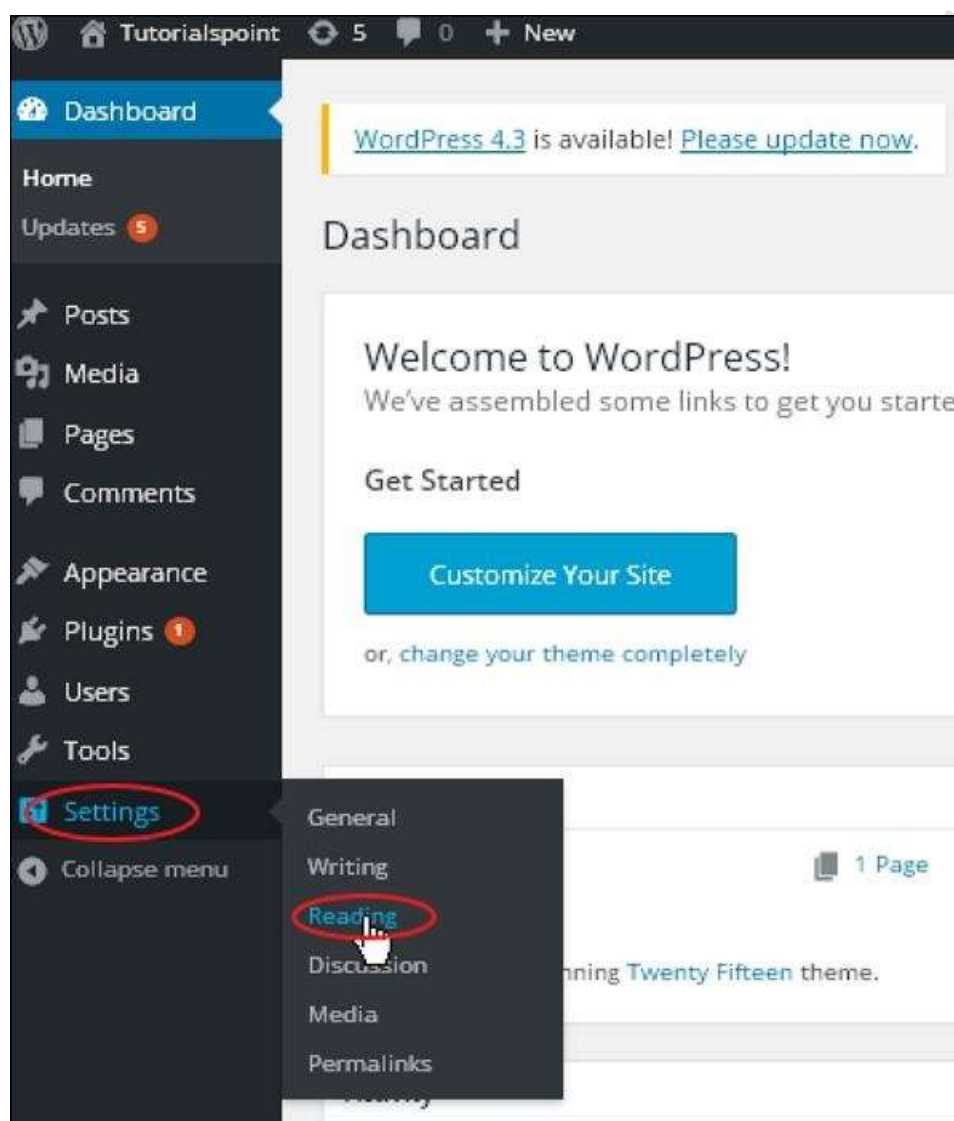 Tutorialspoint 5 0 + New
Dashboard
Home
Updates 5
Posts
Media
Pages
Comments
Appearance
Plugins 1
Users
Tools
Settings
Collapse menu
General
Writing
Reading
Discussion
Media
Permalinks
WordPress 4.3 is available! Please update now.
Dashboard
Welcome to WordPress!
We've assembled some links to get you starte
Get Started
Customize Your Site
or, change your theme completely
1 Page
nning Twenty Fifteen theme.